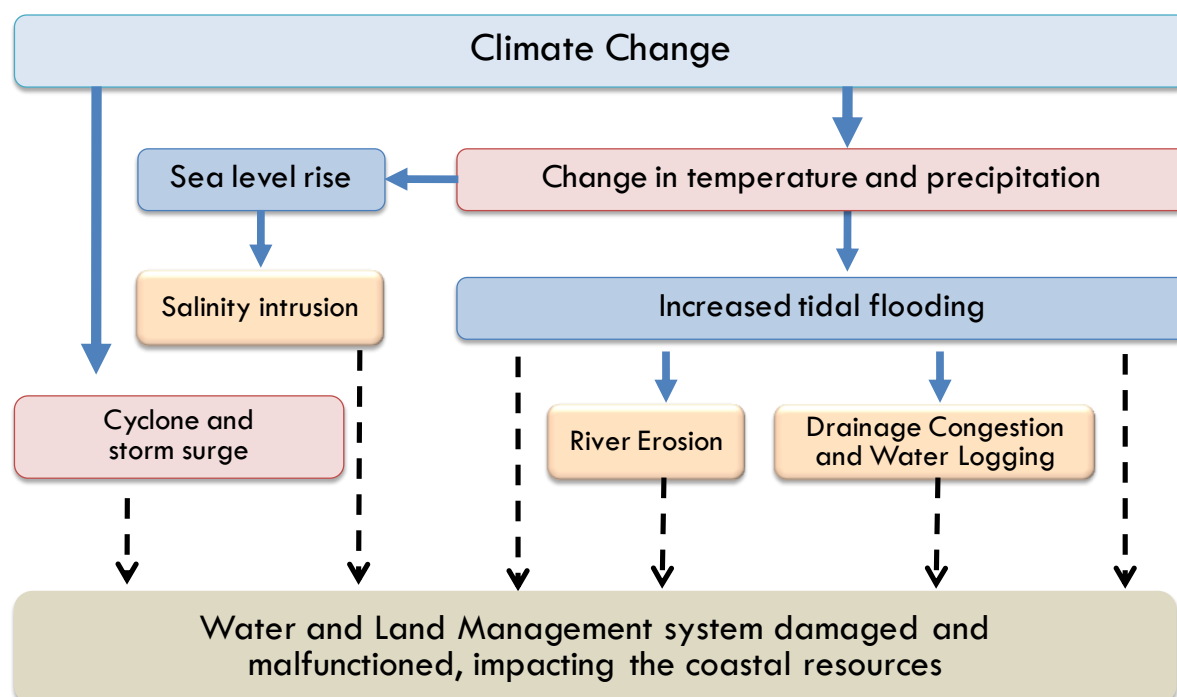 Climate Change
Sea level rise
Change in temperature and precipitation
Salinity intrusion
Increased tidal flooding
Cyclone and
storm surge
River Erosion
Drainage Congestion
and Water Logging
Water and Land Management system damaged and
malfunctioned, impacting the coastal resources